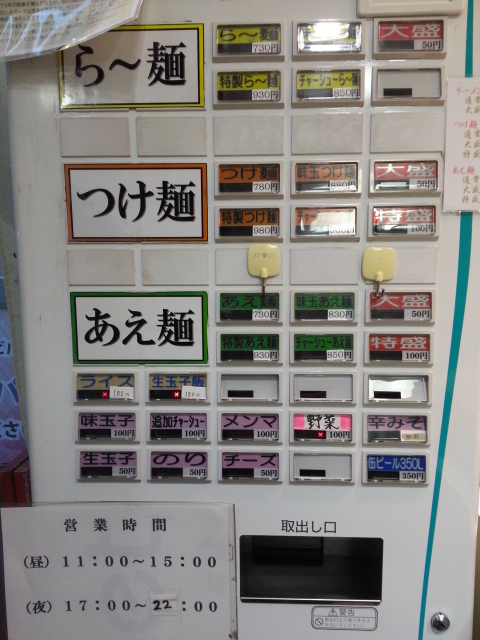 ら〜麺
ら〜麺 730円
大盛 50円
特製ら〜麺 930円
チャーシューら〜麺 850円
つけ麺
つけ麺 780円
味玉つけ麺 880円
大盛 50円
特製つけ麺 980円
特盛 100円
あえ麺
あえ麺 730円
味玉あえ麺 830円
大盛 50円
特製あえ麺 930円
チャーシューあえ麺 850円
特盛 100円
ライス
生玉子飯
味玉子 100円
追加チャーシュー 100円
メンマ 100円
野菜 100円
辛みそ
生玉子 50円
のり 50円
チーズ 50円
缶ビール350L 350円
営業時間
(昼) 11:00〜15:00
(夜) 17:00〜22:00
取出し口
警告